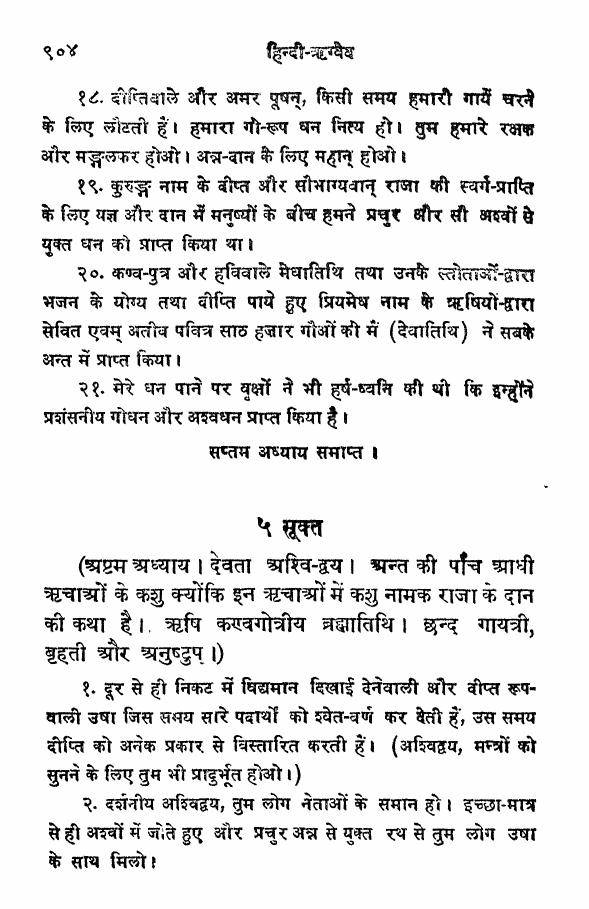 ९०४ हिन्दी-ऋग्वेद
१८. दीप्तिवाले और अमर पूषन्, किसी समय हमारी गायें चरने
के लिए लौटती हैं। हमारा गो-रूप धन नित्य हो। तुम हमारे रक्षक
और मङ्गलकर होओ। अन्न-दान के लिए महान् होओ।
१९. कुरुङ्ग नाम के दीप्त और सौभाग्यवान् राजा की स्वर्ग-प्राप्ति
के लिए यज्ञ और दान में मनुष्यों के बीच हमने प्रचुर और सौ अश्वों से
युक्त धन को प्राप्त किया था।
२०. कण्व-पुत्र और हविवाले मेधातिथि तथा उनके स्तोताओं-द्वारा
भजन के योग्य तथा दीप्ति पाये हुए प्रियमेध नाम के ऋषियों-द्वारा
सेवित एवम् अतीव पवित्र साठ हजार गौओं को मैं (देवातिथि) ने सबके
अन्त में प्राप्त किया।
२१. मेरे धन पाने पर वृक्षों ने भी हर्ष-ध्वनि की थी कि इन्होंने
प्रशंसनीय गोधन और अश्वधन प्राप्त किया है।
सप्तम अध्याय समाप्त।
५ सूक्त
(अष्टम अध्याय। देवता अश्वि-द्वय। अन्त की पाँच आधी
ऋचाओं के कशु क्योंकि इन ऋचाओं में कशु नामक राजा के दान
की कथा है।. ऋषि कण्वगोत्रीय ब्रह्मातिथि। छन्द गायत्री,
बृहती और अनुष्टुप्।)
१. दूर से ही निकट में विद्यमान दिखाई देनेवाली और दीप्त रूप-
वाली उषा जिस समय सारे पदार्थों को श्वेत-वर्ण कर देती हैं, उस समय
दीप्ति को अनेक प्रकार से विस्तारित करती हैं। (अश्विद्वय, मन्त्रों को
सुनने के लिए तुम भी प्रादुर्भूत होओ।)
२. दर्शनीय अश्विद्वय, तुम लोग नेताओं के समान हो। इच्छा-मात्र
से ही अश्वों में जोते हुए और प्रचुर अन्न से युक्त रथ से तुम लोग उषा
के साथ मिलो।